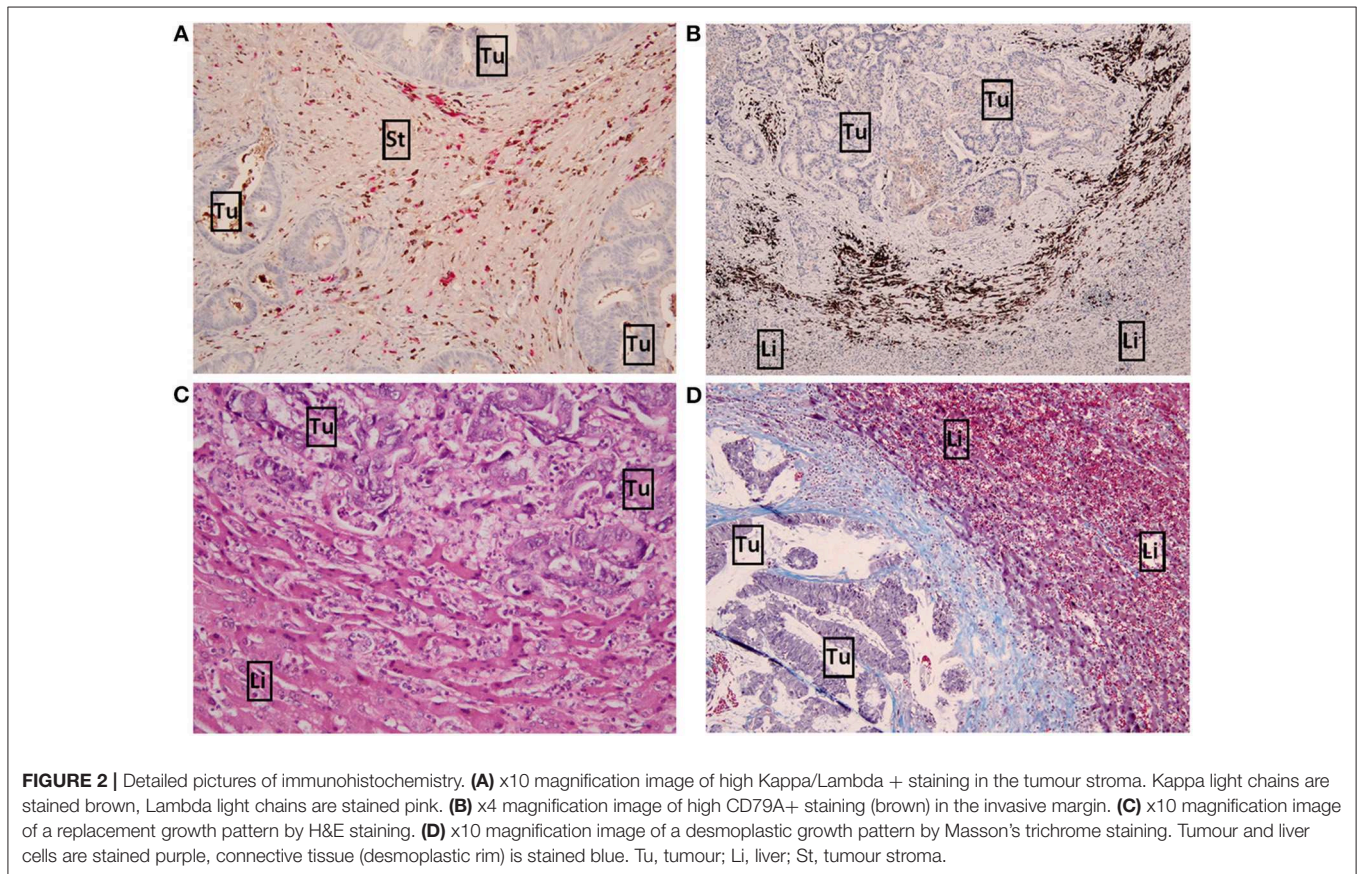 A
Tu
St
Tu
Tu
B
Tu
Tu
Li
Li
C
Tu
Tu
Li
D
Li
Tu
Li
Tu
FIGURE 2 | Detailed pictures of immunohistochemistry. (A) x10 magnification image of high Kappa/Lambda + staining in the tumour stroma. Kappa light chains are
stained brown, Lambda light chains are stained pink. (B) x4 magnification image of high CD79A+ staining (brown) in the invasive margin. (C) x10 magnification image
of a replacement growth pattern by H&E staining. (D) x10 magnification image of a desmoplastic growth pattern by Masson's trichrome staining. Tumour and liver
cells are stained purple, connective tissue (desmoplastic rim) is stained blue. Tu, tumour; Li, liver; St, tumour stroma.